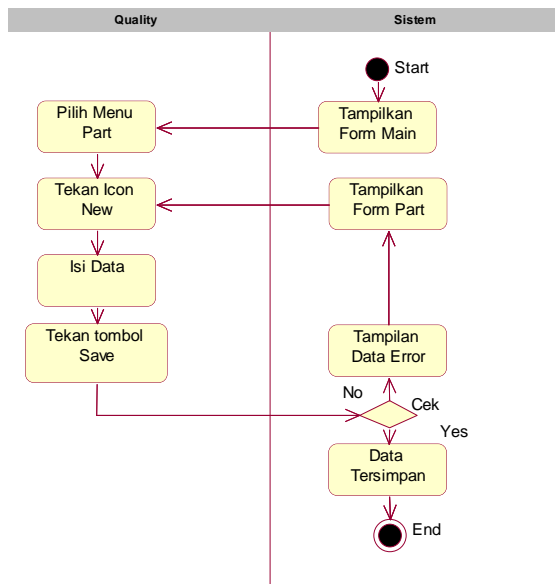 Quality
Sistem
Start
Pilih Menu
Part
Tampilkan
Form Main
Tekan Icon
New
Tampilkan
Form Part
Isi Data
Tekan tombol
Save
Tampilan
Data Error
No
Cek
Yes
Data
Tersimpan
End